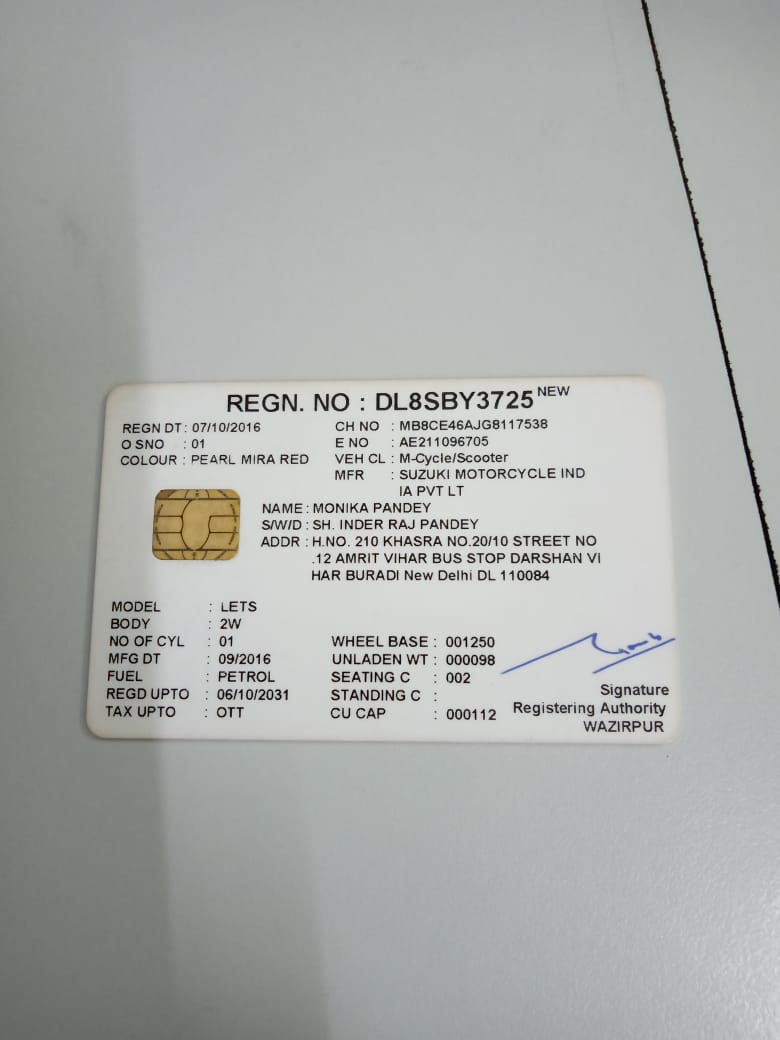 REGN. NO : DL8SBY3725 NEW
REGN DT : 07/10/2016 CH NO : MB8CE46AJG8117538
O SNO : 01 E NO : AE211096705
COLOUR : PEARL MIRA RED VEH CL : M-Cycle/Scooter
MFR : SUZUKI MOTORCYCLE IND
IA PVT LT
NAME : MONIKA PANDEY
S/W/D : SH. INDER RAJ PANDEY
ADDR : H.NO. 210 KHASRA NO.20/10 STREET NO
.12 AMRIT VIHAR BUS STOP DARSHAN VI
HAR BURADI New Delhi DL 110084
MODEL : LETS
BODY : 2W
NO OF CYL : 01 WHEEL BASE : 001250
MFG DT : 09/2016 UNLADEN WT : 000098
FUEL : PETROL SEATING C : 002
REGD UPTO : 06/10/2031 STANDING C :
TAX UPTO : OTT CU CAP : 000112
Signature
Registering Authority
WAZIRPUR